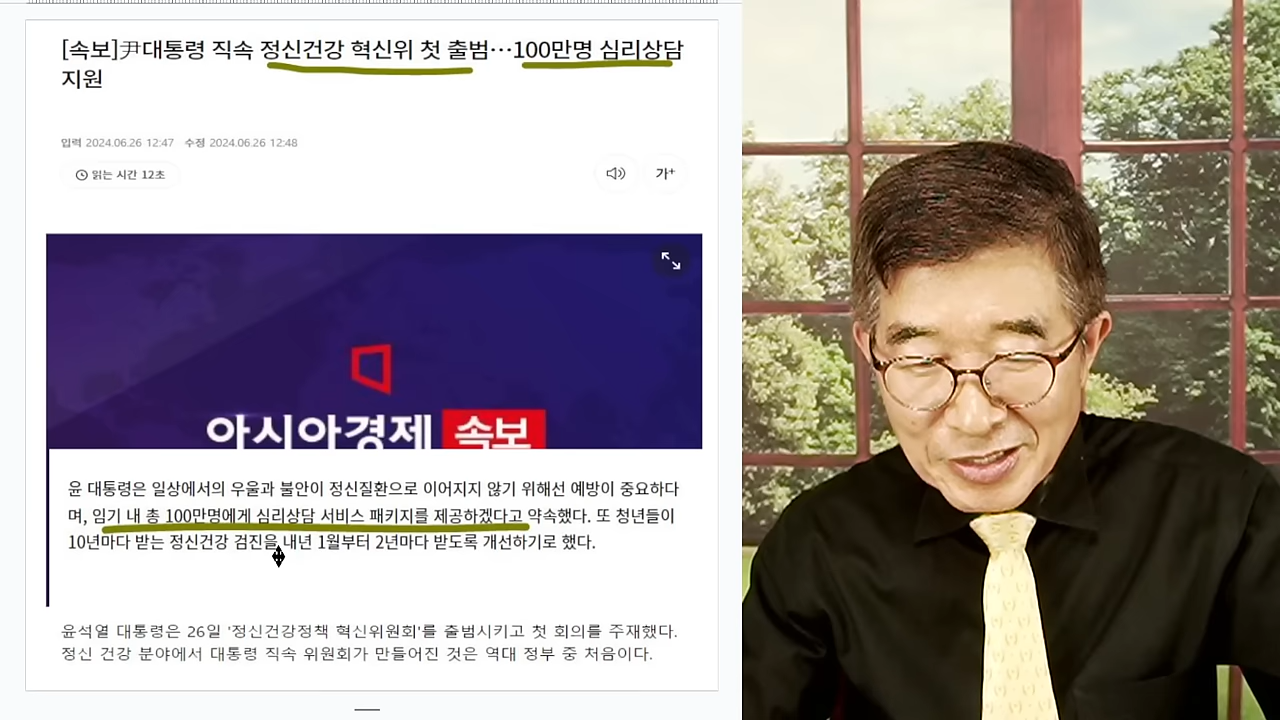 [속보]尹대통령 직속 정신건강 혁신위 첫 출범…100만명 심리상담
지원
입력 2024.06.26 12:47 수정 2024.06.26 12:48
읽는 시간 12초
가+
아시아경제 속보
윤 대통령은 일상에서의 우울과 불안이 정신질환으로 이어지지 않기 위해선 예방이 중요하다
며, 임기 내 총 100만명에게 심리상담 서비스 패키지를 제공하겠다고 약속했다. 또 청년들이
10년마다 받는 정신건강 검진을 내년 1월부터 2년마다 받도록 개선하기로 했다.
윤석열 대통령은 26일 '정신건강정책 혁신위원회'를 출범시키고 첫 회의를 주재했다.
정신 건강 분야에서 대통령 직속 위원회가 만들어진 것은 역대 정부 중 처음이다.